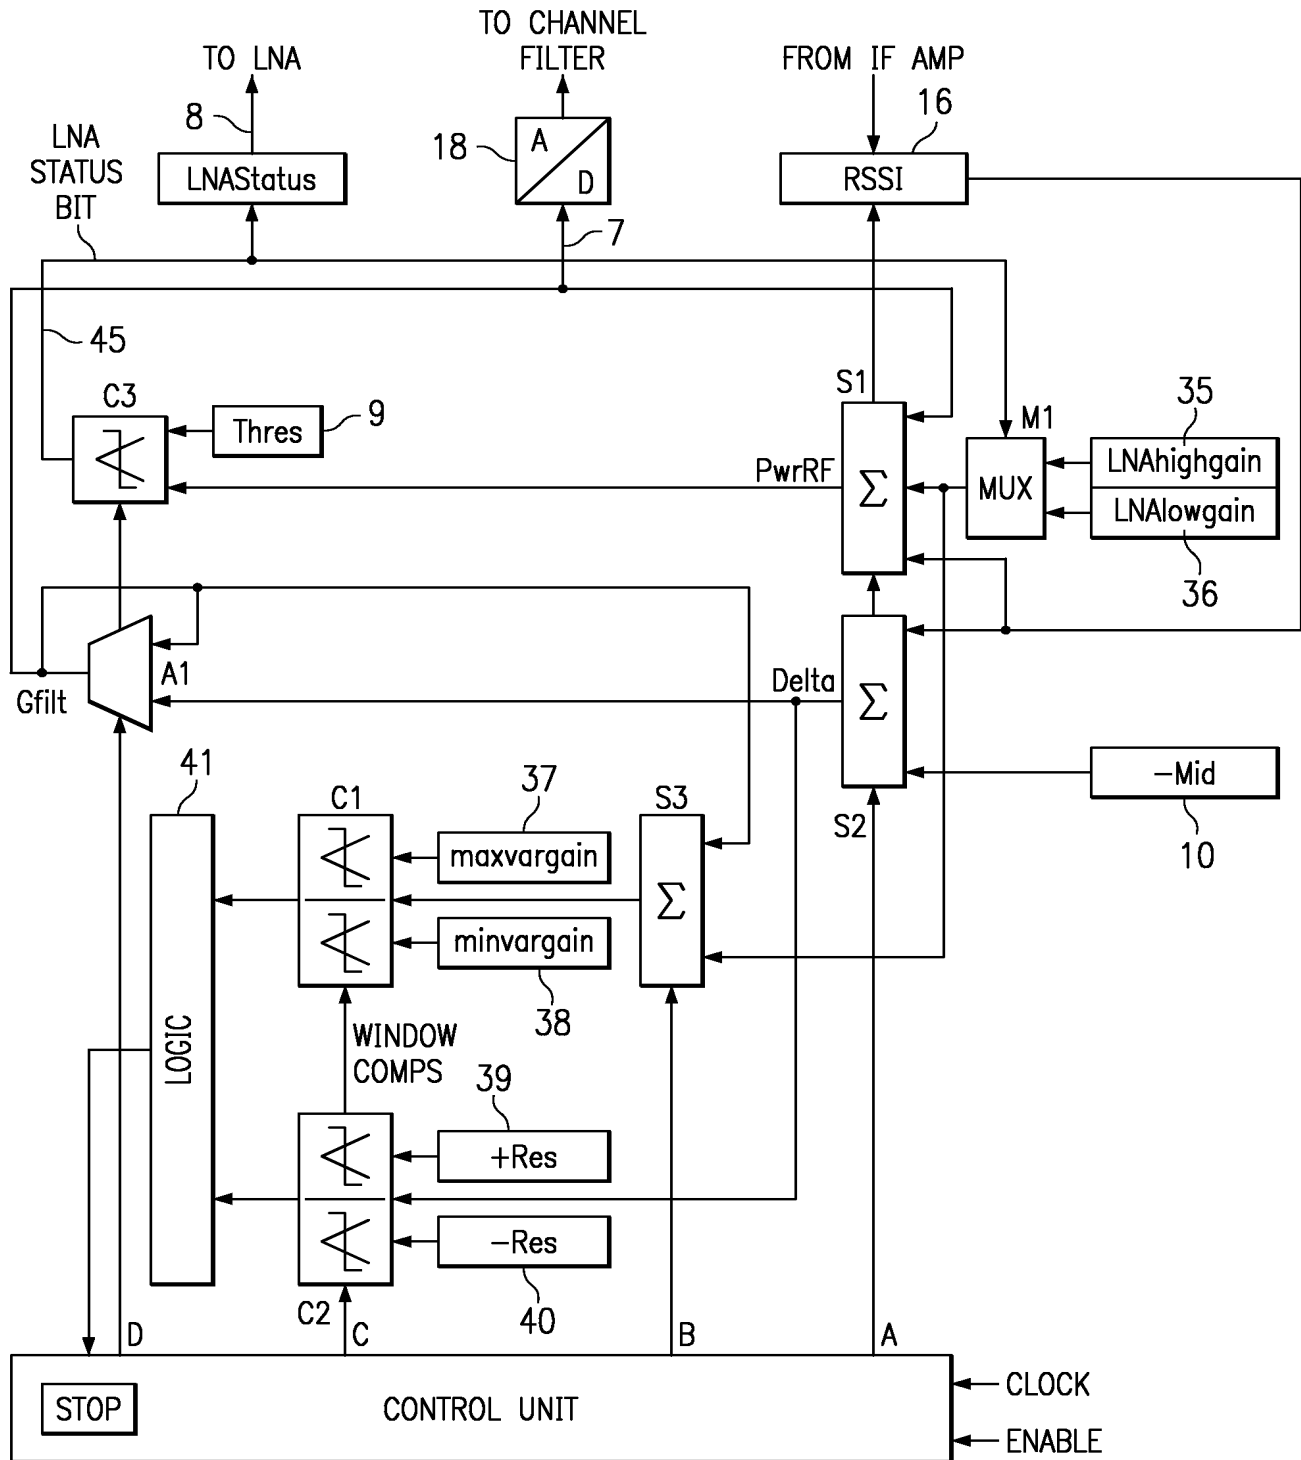 TO CHANNEL
FILTER
TO LNA
FROM IF AMP
8
18
16
LNA
STATUS
BIT
LNAStatus
A
D
RSSI
7
45
C3
Thres
9
S1
M1
35
PwrRF
Σ
MUX
LNAhighgain
LNAlowgain
36
Gfilt
A1
Delta
Σ
S2
-Mid
10
41
C1
37
S3
maxvargain
Σ
minvargain
38
LOGIC
WINDOW
COMPS
39
+Res
-Res
40
C2
D
C
B
A
STOP
CONTROL UNIT
CLOCK
ENABLE